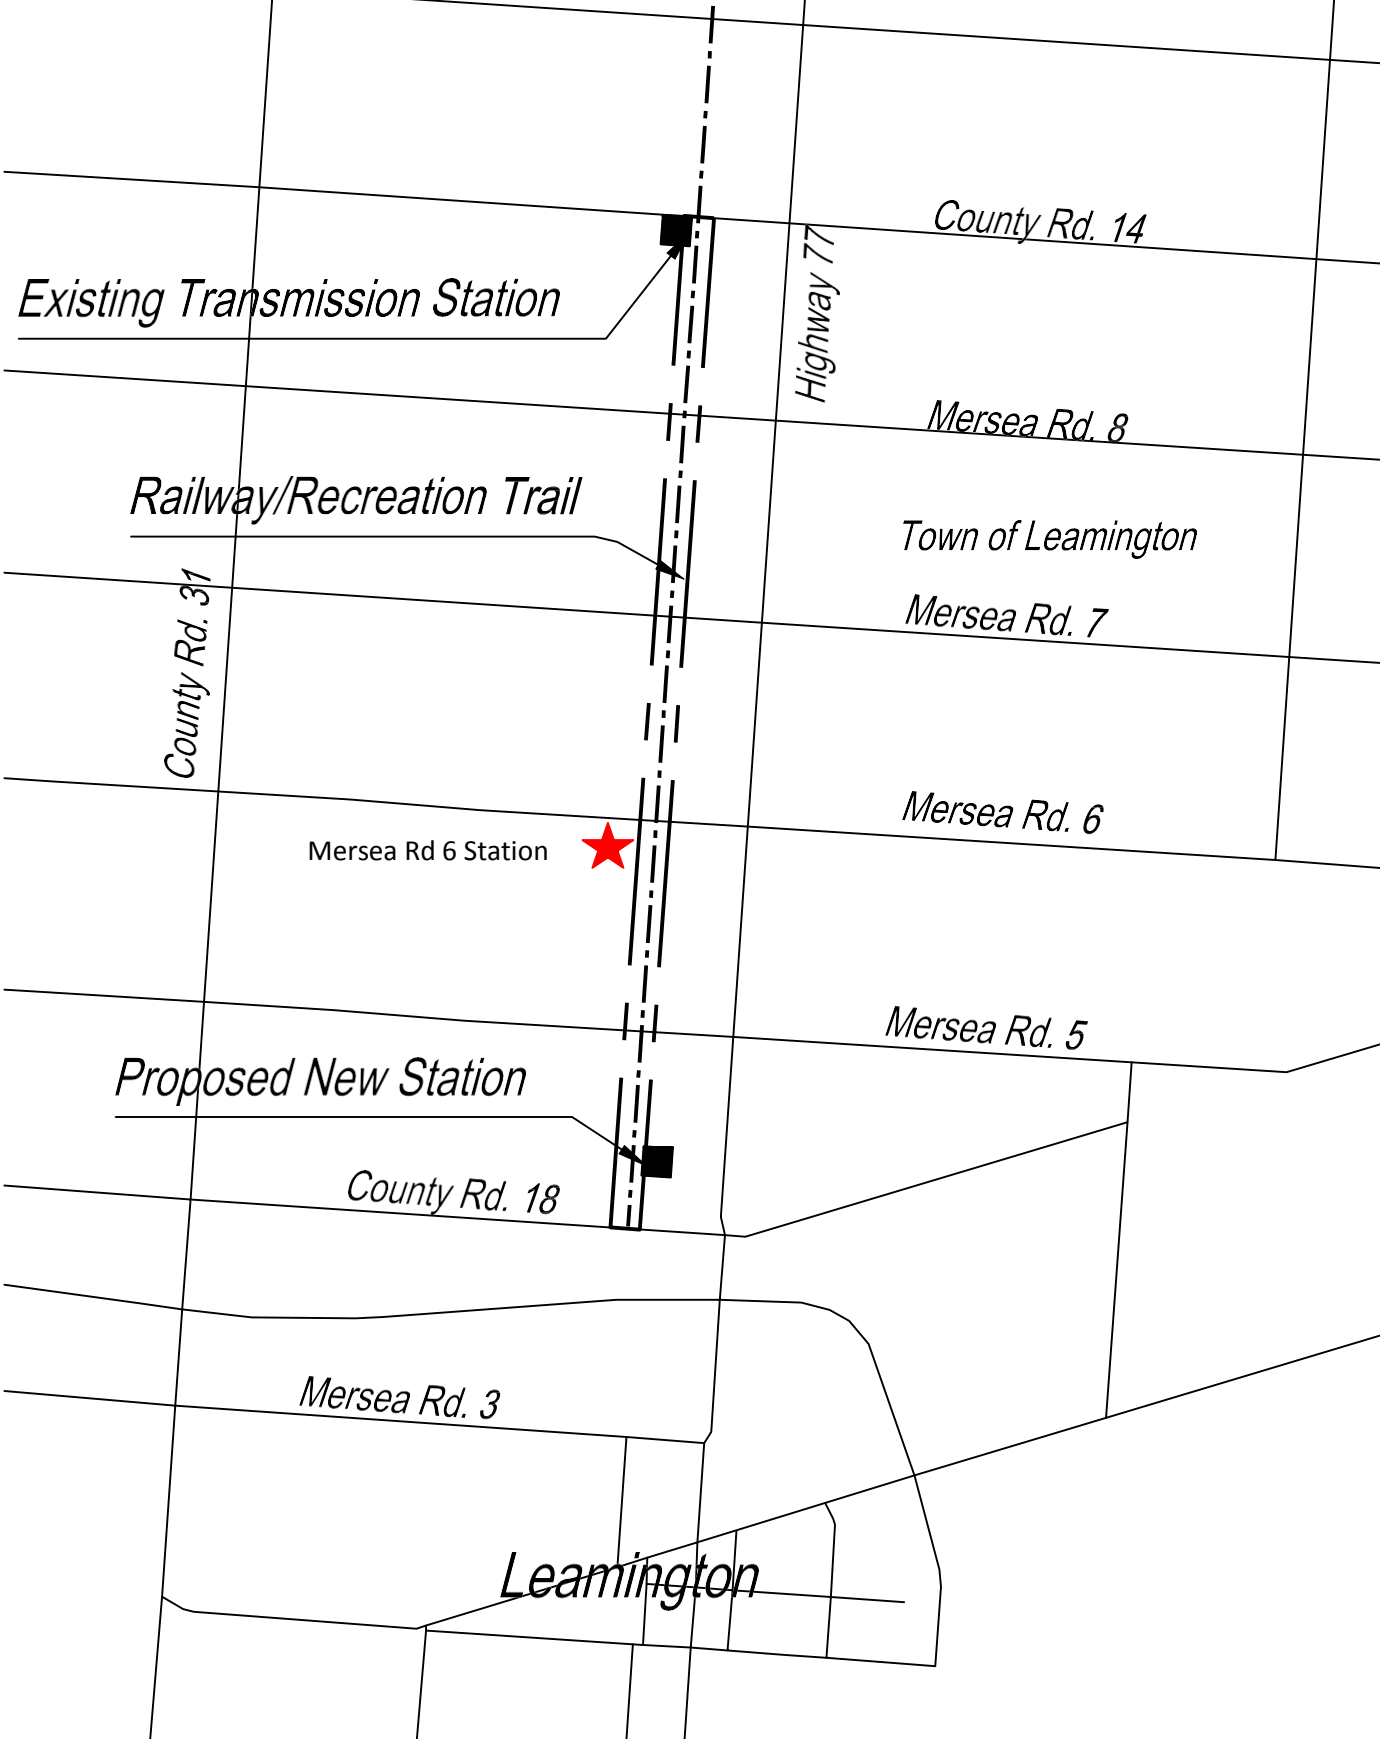 County Rd. 14
Existing Transmission Station
Highway 77
Mersea Rd. 8
Railway/Recreation Trail
Town of Leamington
County Rd. 31
Mersea Rd. 7
Mersea Rd. 6
Mersea Rd 6 Station
Mersea Rd. 5
Proposed New Station
County Rd. 18
Mersea Rd. 3
Leamington